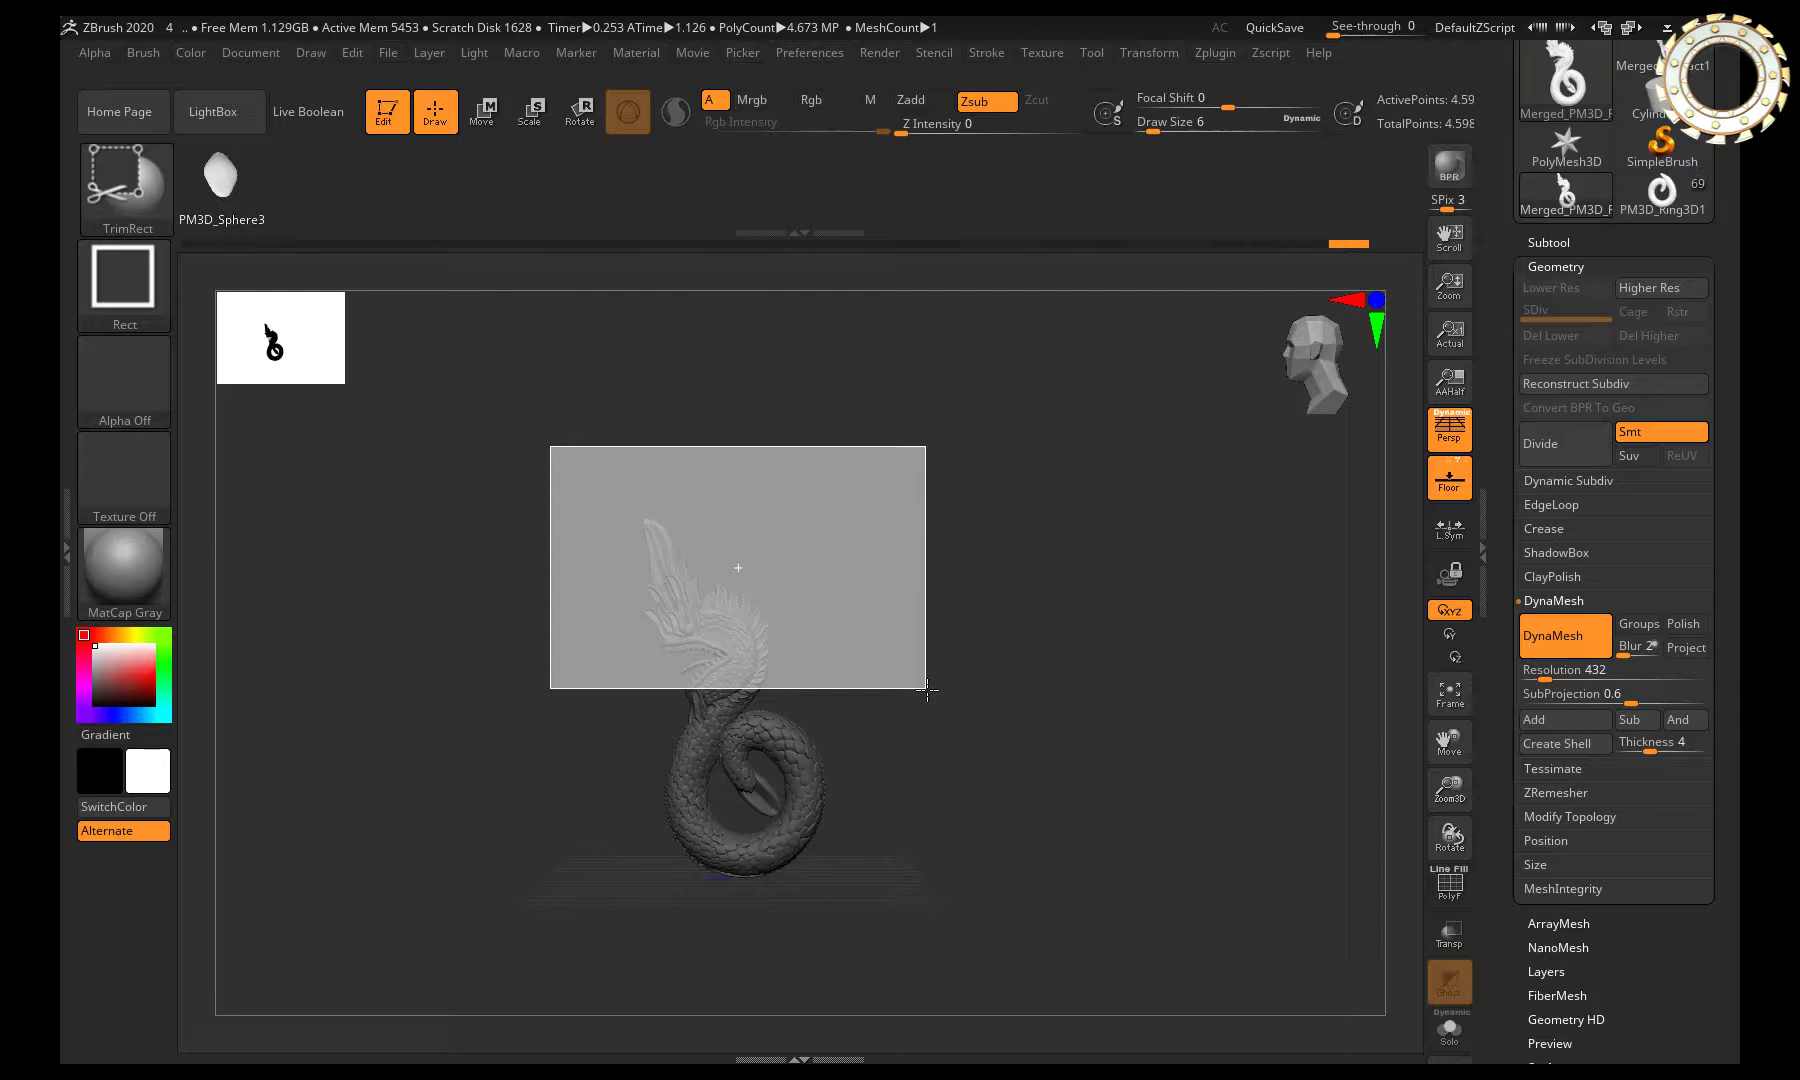 ZBrush 2020 4 .. ● Free Mem 1.129GB ● Active Mem 5453 ● Scratch Disk 1628 ● Timer▶0.253 ATime▶1.126 ● PolyCount▶4.673 MP ● MeshCount▶1 AC QuickSave See-through 0 DefaultZScript
Alpha Brush Color Document Draw Edit File Layer Light Macro Marker Material Movie Picker Preferences Render Stencil Stroke Texture Tool Transform Zplugin Zscript Help
Home Page LightBox Live Boolean Edit Draw Move Scale Rotate
M S R
A Mrgb Rgb M Zadd Zsub Zcut
Rgb Intensity Z Intensity 0
S Focal Shift 0
Draw Size 6 Dynamic
D ActivePoints: 4.59
TotalPoints: 4.598
TrimRect
PM3D_Sphere3
Rect
Alpha Off
Texture Off
MatCap Gray
Gradient
SwitchColor
Alternate
BPR
SPix 3
Scroll
Zoom
Actual
AAHalf
Dynamic
Persp
Floor
L.Sym
XYZ
Y
Z
Frame
Move
Zoom3D
Rotate
Line Fill
PolyF
Transp
Ghost
Dynamic
Solo
Merged_PM3D_F
PolyMesh3D SimpleBrush
69
Merged_PM3D_F PM3D_Ring3D1
Subtool
Geometry
Lower Res Higher Res
SDiv Cage Rstr
Del Lower Del Higher
Freeze SubDivision Levels
Reconstruct Subdiv
Convert BPR To Geo
Divide Smt
Suv ReUV
Dynamic Subdiv
EdgeLoop
Crease
ShadowBox
ClayPolish
DynaMesh
DynaMesh Groups Polish
Blur 2 Project
Resolution 432
SubProjection 0.6
Add Sub And
Create Shell Thickness 4
Tessimate
ZRemesher
Modify Topology
Position
Size
MeshIntegrity
ArrayMesh
NanoMesh
Layers
FiberMesh
Geometry HD
Preview